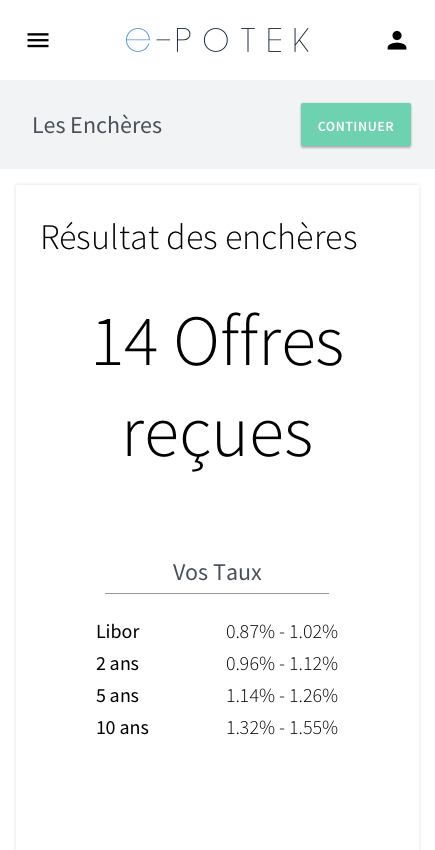 e-POTEK
Les Enchères
CONTINUER
Résultat des enchères
14 Offres
reçues
Vos Taux
Libor 0.87% - 1.02%
2 ans 0.96% - 1.12%
5 ans 1.14% - 1.26%
10 ans 1.32% - 1.55%